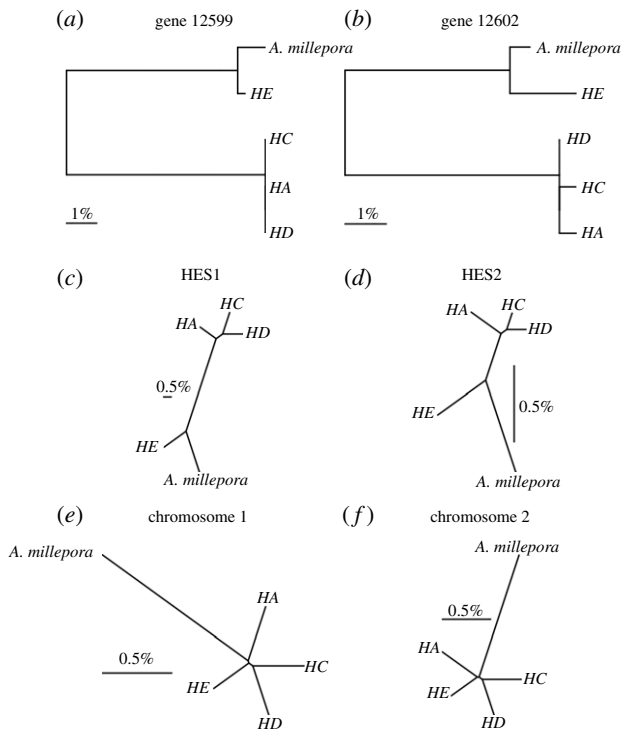 (a) gene 12599
A. millepora
HE
HC
HA
HD
1%
(b) gene 12602
A. millepora
HE
HD
HC
HA
1%
(c) HES1
HC
HA
HD
0.5%
HE
A. millepora
(d) HES2
HC
HA
HD
0.5%
HE
A. millepora
(e) chromosome 1
A. millepora
HA
0.5%
HC
HE
HD
(f) chromosome 2
A. millepora
0.5%
HA
HC
HE
HD